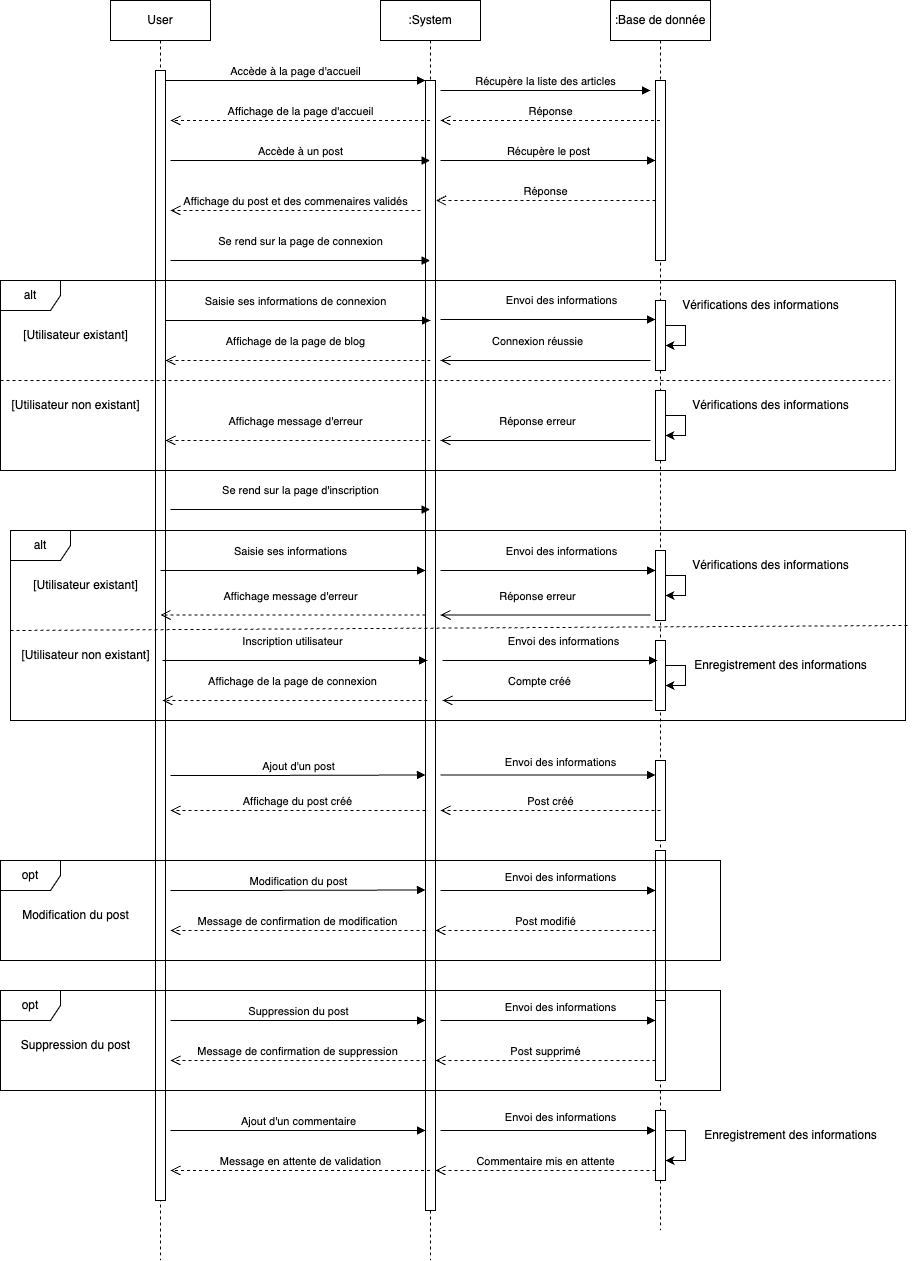 User
:System
:Base de donnée
Accède à la page d'accueil
Récupère la liste des articles
Affichage de la page d'accueil
Réponse
Accède à un post
Récupère le post
Réponse
Affichage du post et des commenaires validés
Se rend sur la page de connexion
alt
Saisie ses informations de connexion
Envoi des informations
Vérifications des informations
[Utilisateur existant]
Affichage de la page de blog
Connexion réussie
[Utilisateur non existant]
Vérifications des informations
Affichage message d'erreur
Réponse erreur
Se rend sur la page d'inscription
alt
Saisie ses informations
Envoi des informations
Vérifications des informations
[Utilisateur existant]
Affichage message d'erreur
Réponse erreur
Inscription utilisateur
Envoi des informations
[Utilisateur non existant]
Enregistrement des informations
Affichage de la page de connexion
Compte créé
Ajout d'un post
Envoi des informations
Affichage du post créé
Post créé
opt
Modification du post
Envoi des informations
Modification du post
Message de confirmation de modification
Post modifié
opt
Suppression du post
Envoi des informations
Suppression du post
Message de confirmation de suppression
Post supprimé
Ajout d'un commentaire
Envoi des informations
Enregistrement des informations
Message en attente de validation
Commentaire mis en attente